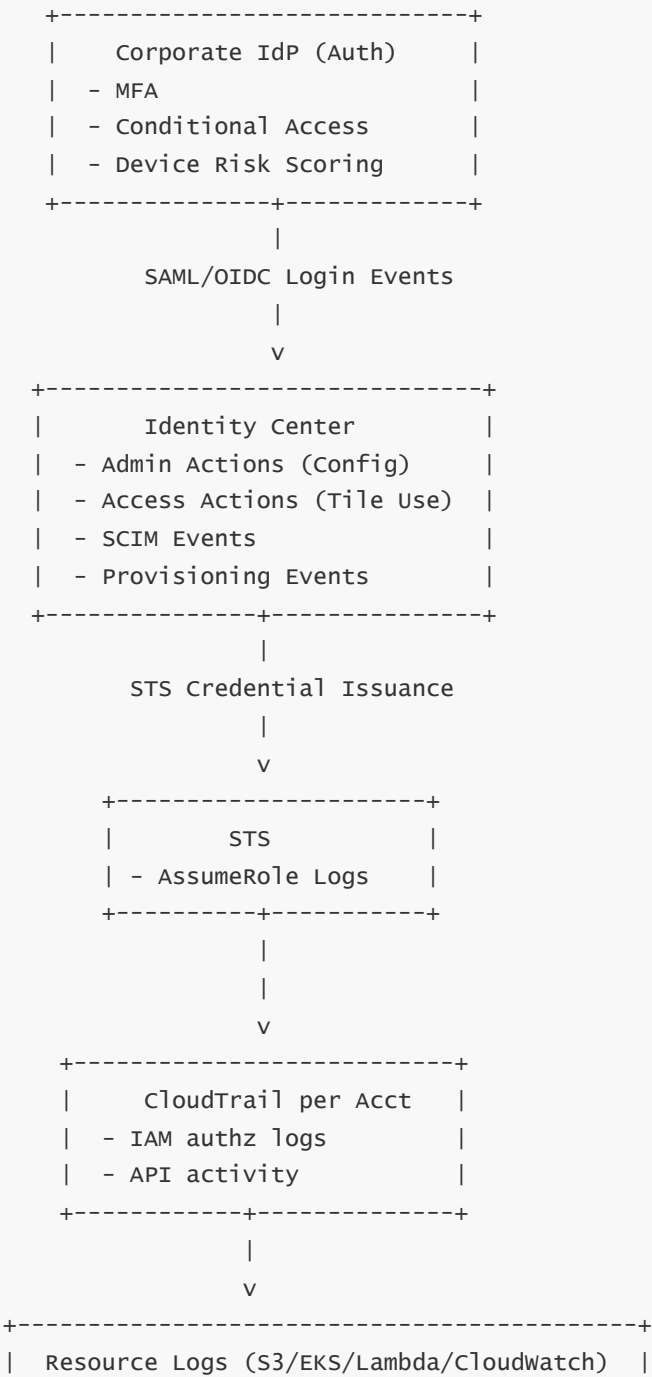 Corporate IdP (Auth)
- MFA
- Conditional Access
- Device Risk Scoring
SAML/OIDC Login Events
v
Identity Center
- Admin Actions (Config)
- Access Actions (Tile Use)
- SCIM Events
- Provisioning Events
STS Credential Issuance
v
STS
- AssumeRole Logs
v
CloudTrail per Acct
- IAM authz logs
- API activity
v
Resource Logs (S3/EKS/Lambda/CloudWatch)